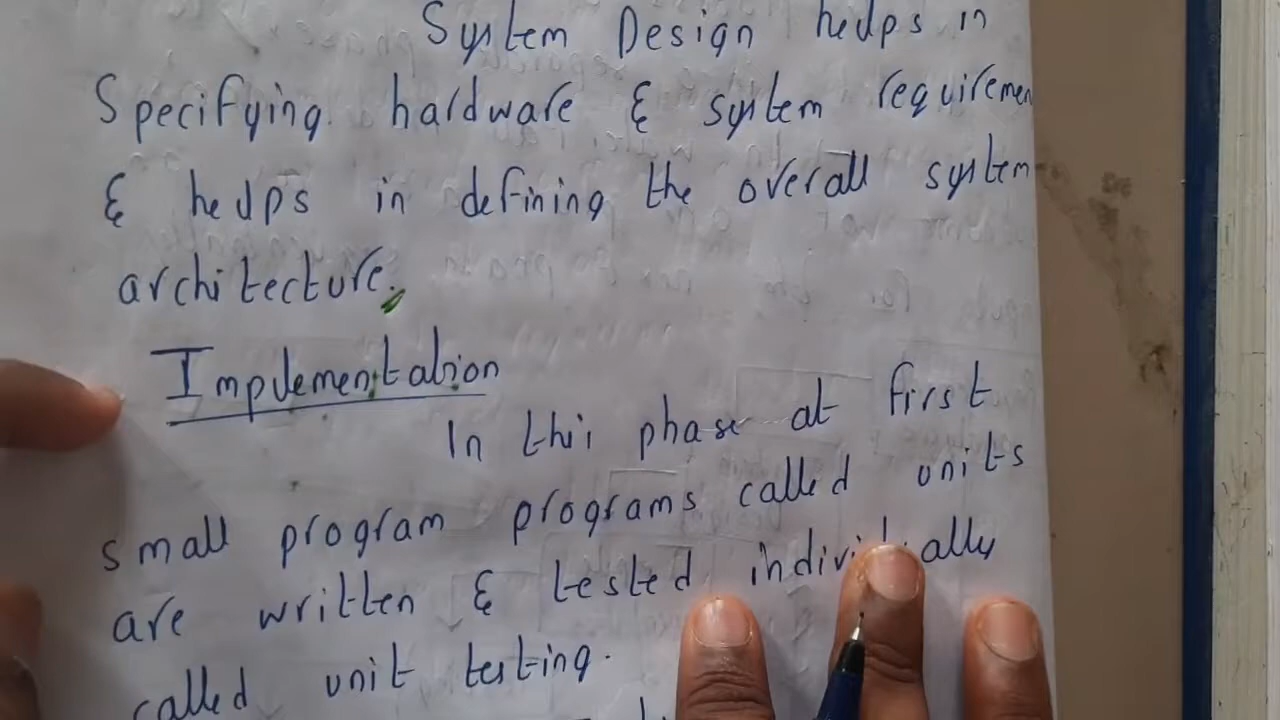 System Design helps in
Specifying hardware & system requiremen
& helps in defining the overall system
architecture.
Implementation
In this phase at first
small program programs called units
are written & tested individually
called unit testing.